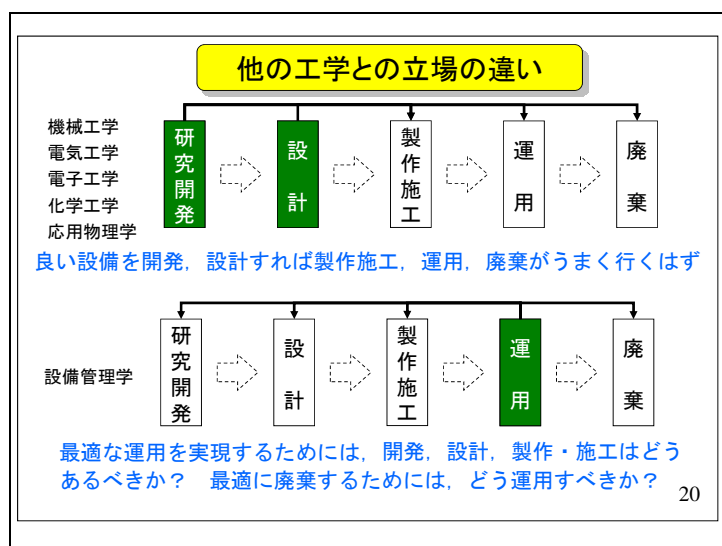 他の工学との立場の違い
機械工学
電気工学
電子工学
化学工学
応用物理学
研究開発
設計
製作施工
運用
廃棄
良い設備を開発，設計すれば製作施工，運用，廃棄がうまく行くはず
設備管理学
研究開発
設計
製作施工
運用
廃棄
最適な運用を実現するためには，開発，設計，製作・施工はどう
あるべきか？　最適に廃棄するためには，どう運用すべきか？
20